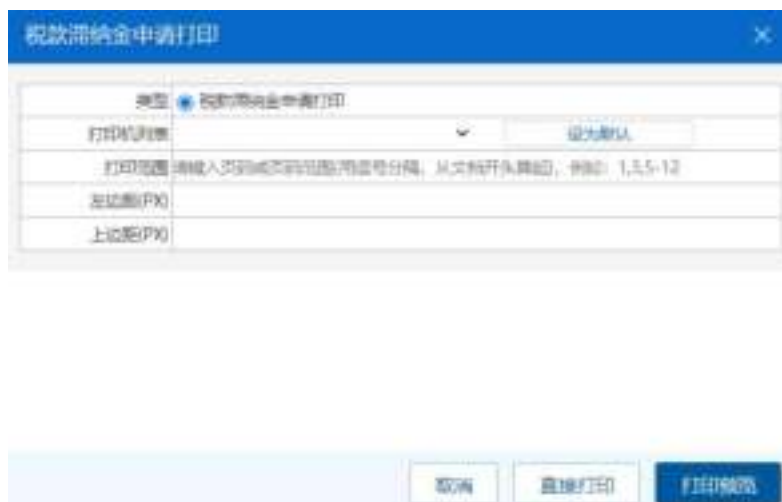 税款滞纳金申请打印
类型 税款滞纳金申请打印
打印机列表 设为默认
打印范围 请键入页码或页码范围(用逗号分隔，从文档开头算起)，例如：1,3,5-12
左边距(PX)
上边距(PX)
取消 直接打印 打印预览